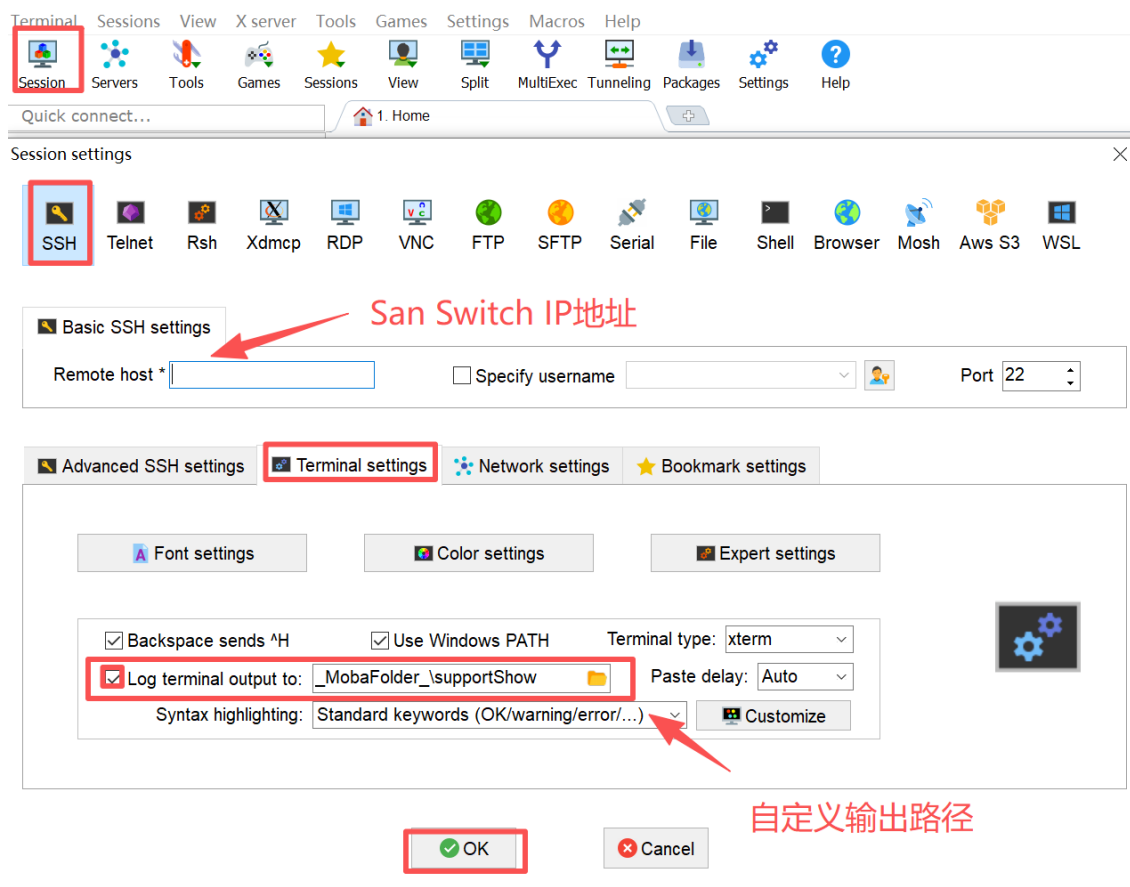 Terminal Sessions View X server Tools Games Settings Macros Help
Session Servers Tools Games Sessions View Split MultiExec Tunneling Packages Settings Help
Quick connect... 1. Home
Session settings
SSH Telnet Rsh Xdmcp RDP VNC FTP SFTP Serial File Shell Browser Mosh Aws S3 WSL
San Switch IP地址
Basic SSH settings
Remote host * Specify username Port 22
Advanced SSH settings Terminal settings Network settings Bookmark settings
Font settings Color settings Expert settings
Backspace sends ^H Use Windows PATH Terminal type: xterm
Log terminal output to: _MobaFolder_\supportShow Paste delay: Auto
Syntax highlighting: Standard keywords (OK/warning/error/...) Customize
自定义输出路径
OK Cancel